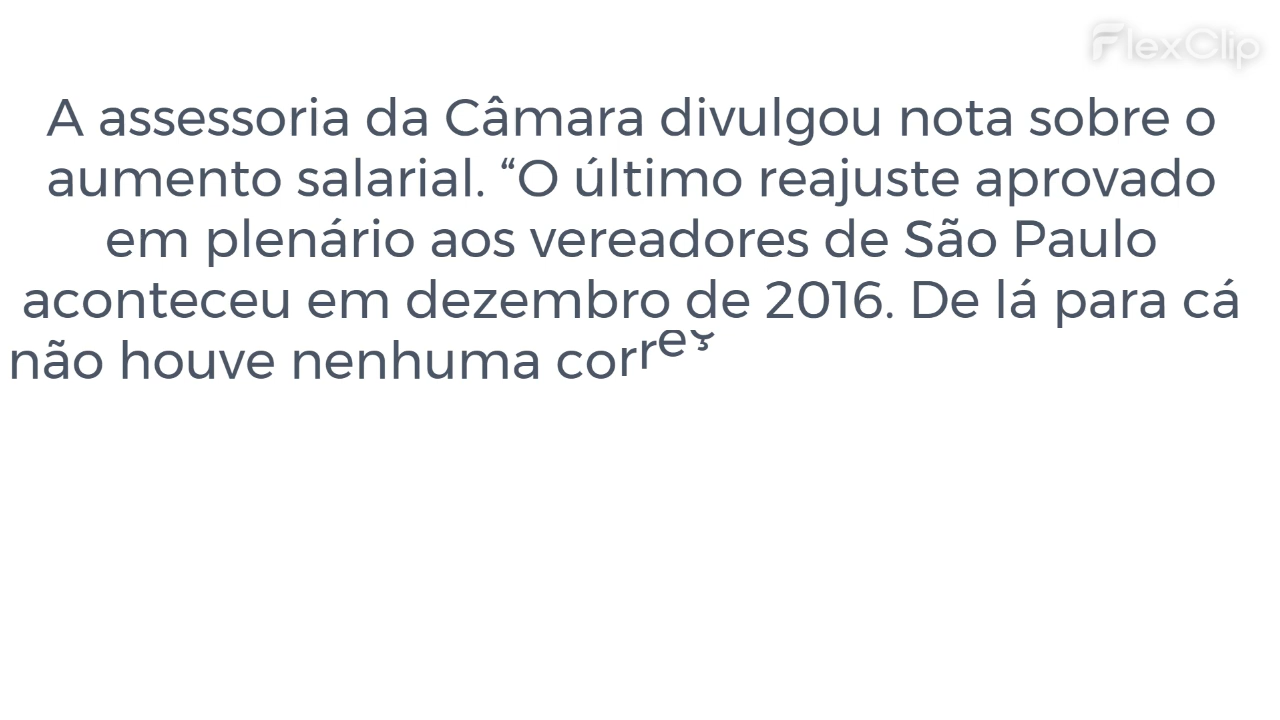 FlexClip
A assessoria da Câmara divulgou nota sobre o
aumento salarial. “O último reajuste aprovado
em plenário aos vereadores de São Paulo
aconteceu em dezembro de 2016. De lá para cá
não houve nenhuma correç